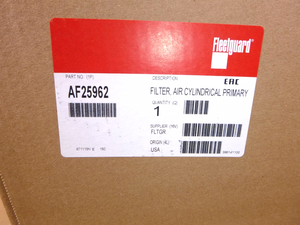 Fleetguard
PART NO. (1P)
DESCRIPTION
EAC
AF25962
FILTER, AIR CYLINDRICAL PRIMARY
QUANTITY (Q)
1
SUPPLIER (16V)
FLTGR
ORIGIN (4L)
USA